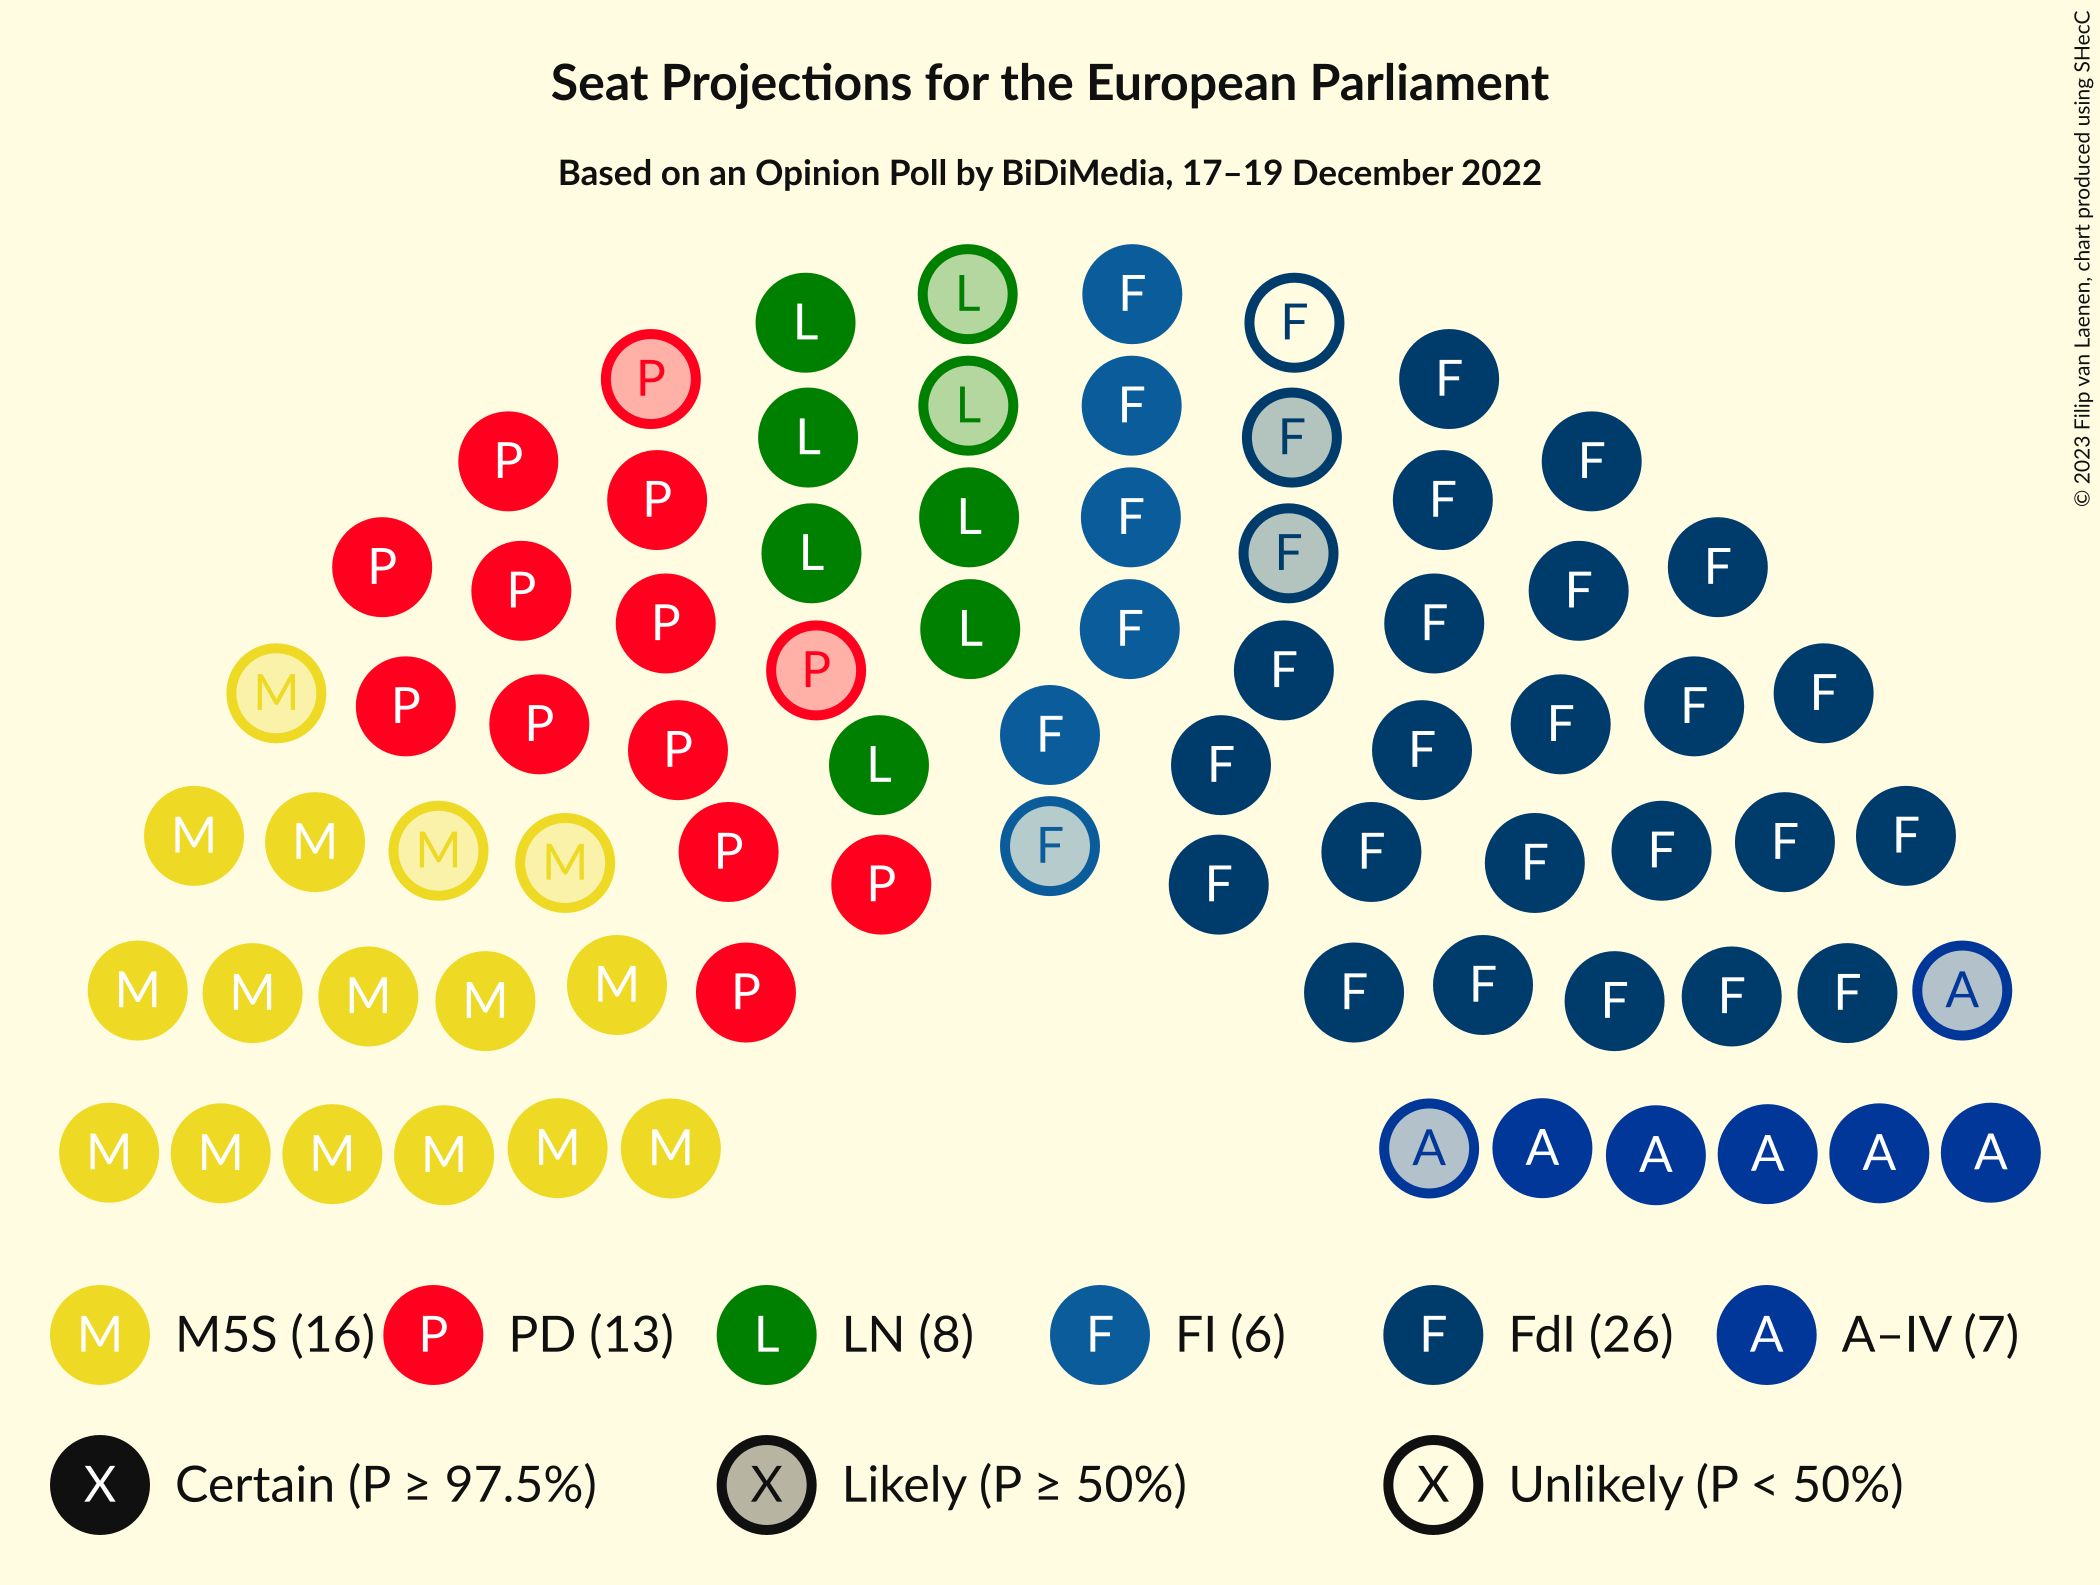 Seat Projections for the European Parliament
Based on an Opinion Poll by BiDiMedia, 17–19 December 2022
© 2023 Filip van Laenen, chart produced using SHecC
L F
L F
P F
L F
L F
P F
P F
P F
L F
L F
P F
P F
P F
L F
P F
M P F F
P F
P F
P F
F
L F
M M M M P F F F F F
F
P F
M M M M M P F F F F F A
M M M M M M A A A A A A
M M5S (16) P PD (13) L LN (8) F FI (6) F FdI (26) A A–IV (7)
X Certain (P ≥ 97.5%) X Likely (P ≥ 50%) X Unlikely (P < 50%)